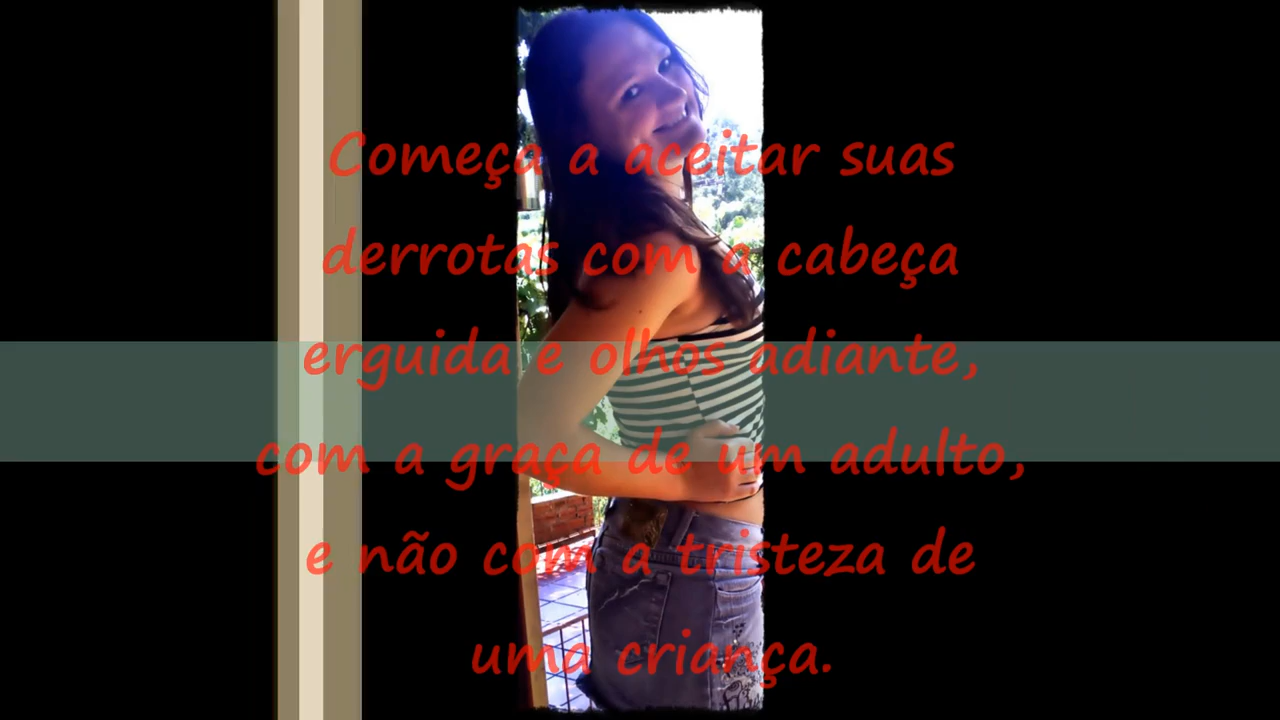 Começa a aceitar suas
derrotas com a cabeça
erguida e olhos adiante,
com a graça de um adulto,
e não com a tristeza de
uma criança.